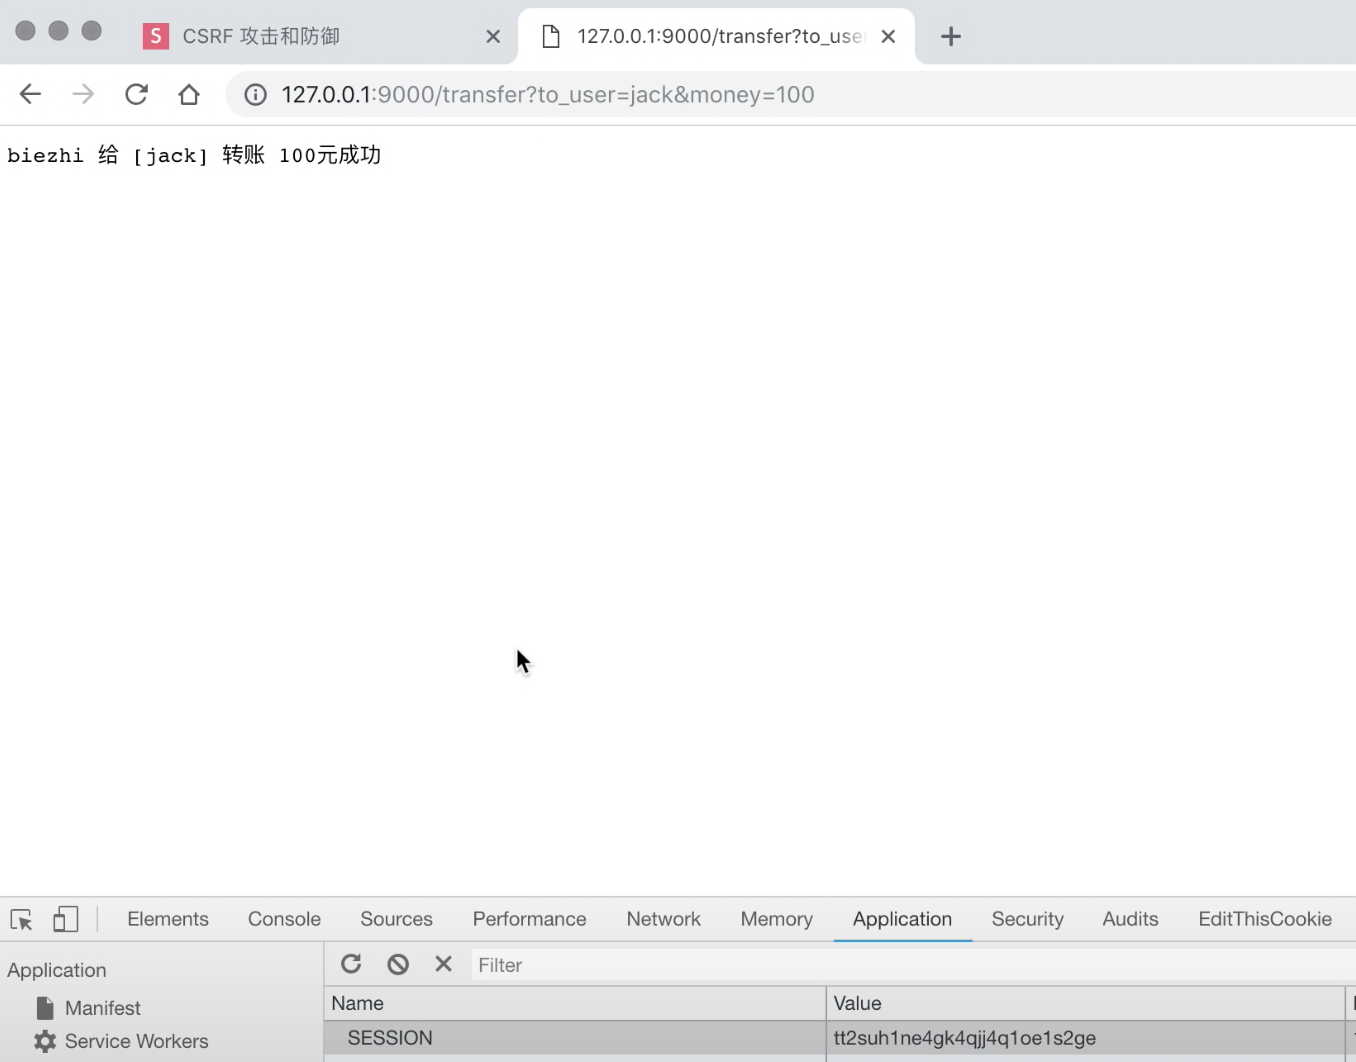 S CSRF 攻击和防御
127.0.0.1:9000/transfer?to_use
127.0.0.1:9000/transfer?to_user=jack&money=100
biezhi 给 [jack] 转账 100元成功
Elements Console Sources Performance Network Memory Application Security Audits EditThisCookie
Application
Filter
Manifest
Name Value
Service Workers
SESSION tt2suh1ne4gk4qjj4q1oe1s2ge